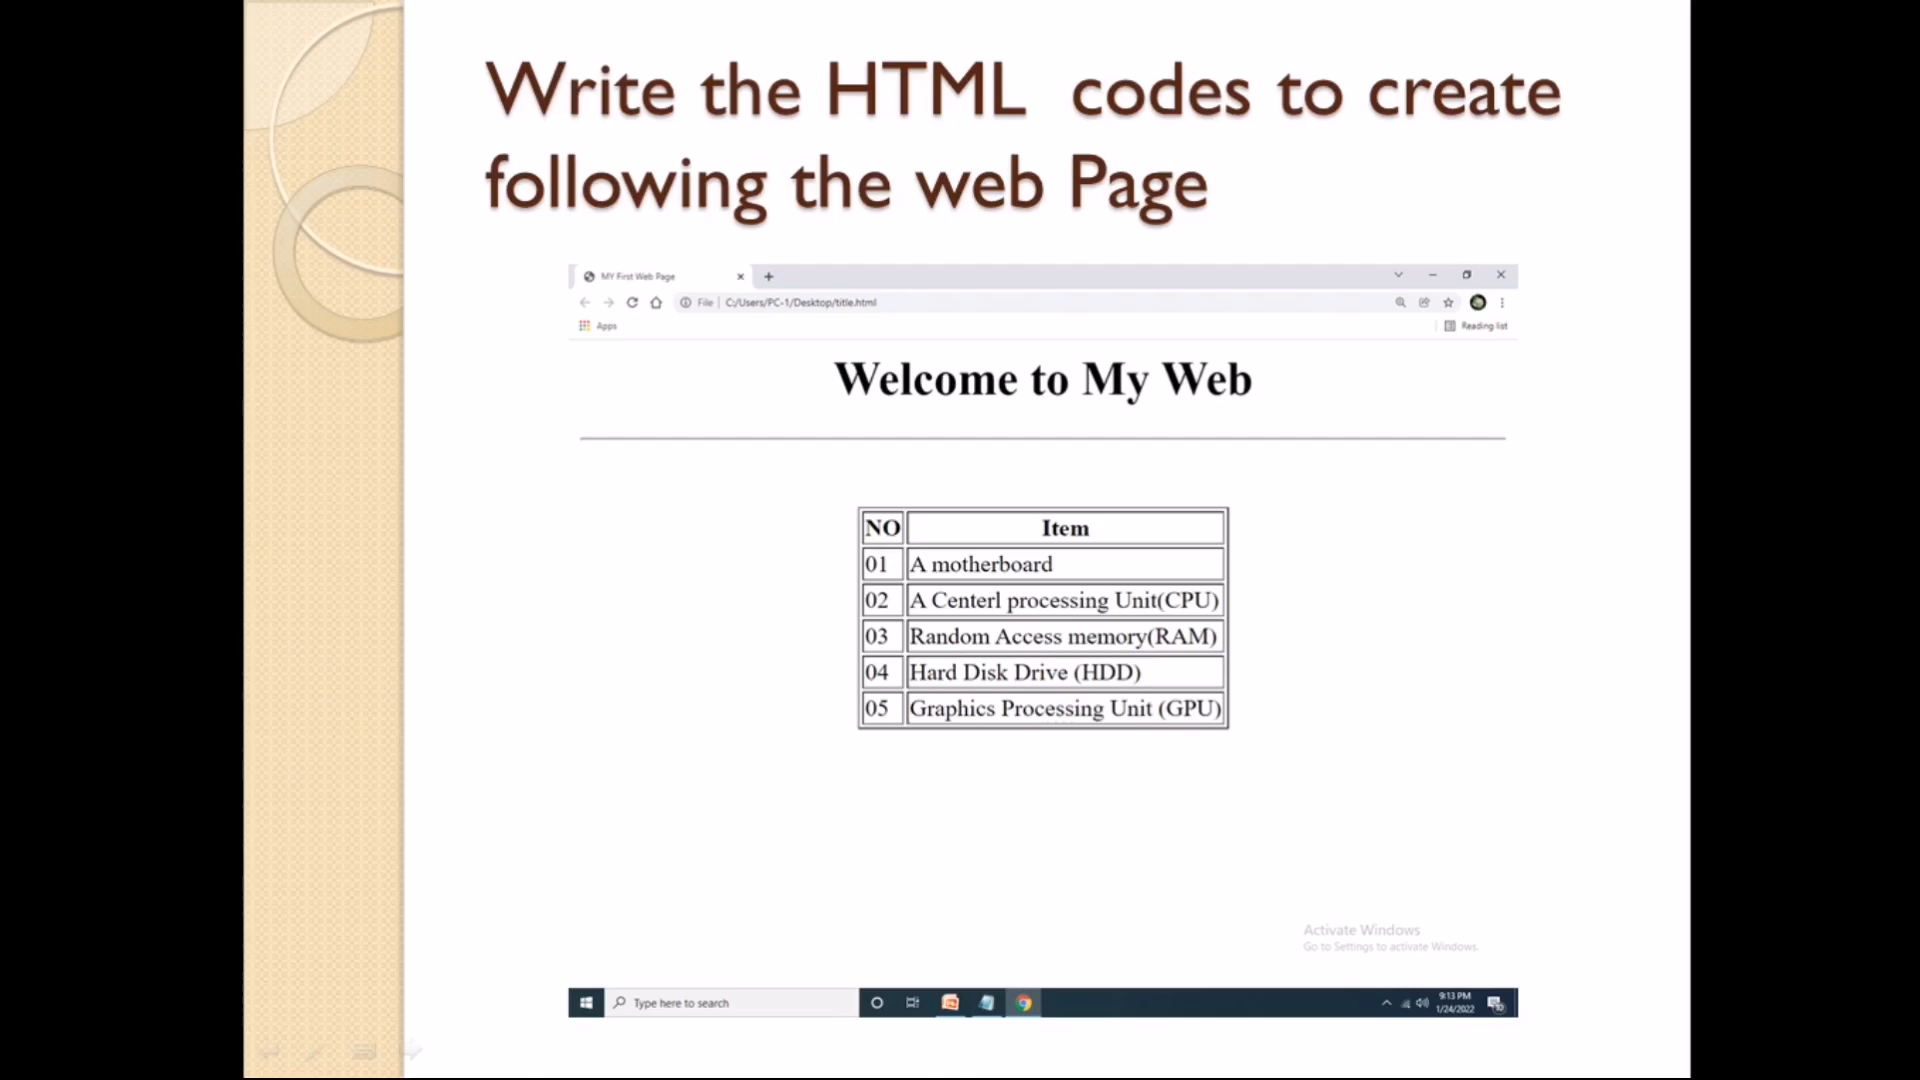 Write the HTML codes to create
following the web Page
MY First Web Page
File C:/Users/PC-1/Desktop/title.html
Apps Reading list
Welcome to My Web
NO Item
01 A motherboard
02 A Centerl processing Unit(CPU)
03 Random Access memory(RAM)
04 Hard Disk Drive (HDD)
05 Graphics Processing Unit (GPU)
Activate Windows
Go to Settings to activate Windows.
Type here to search
9:13 PM
1/24/2022